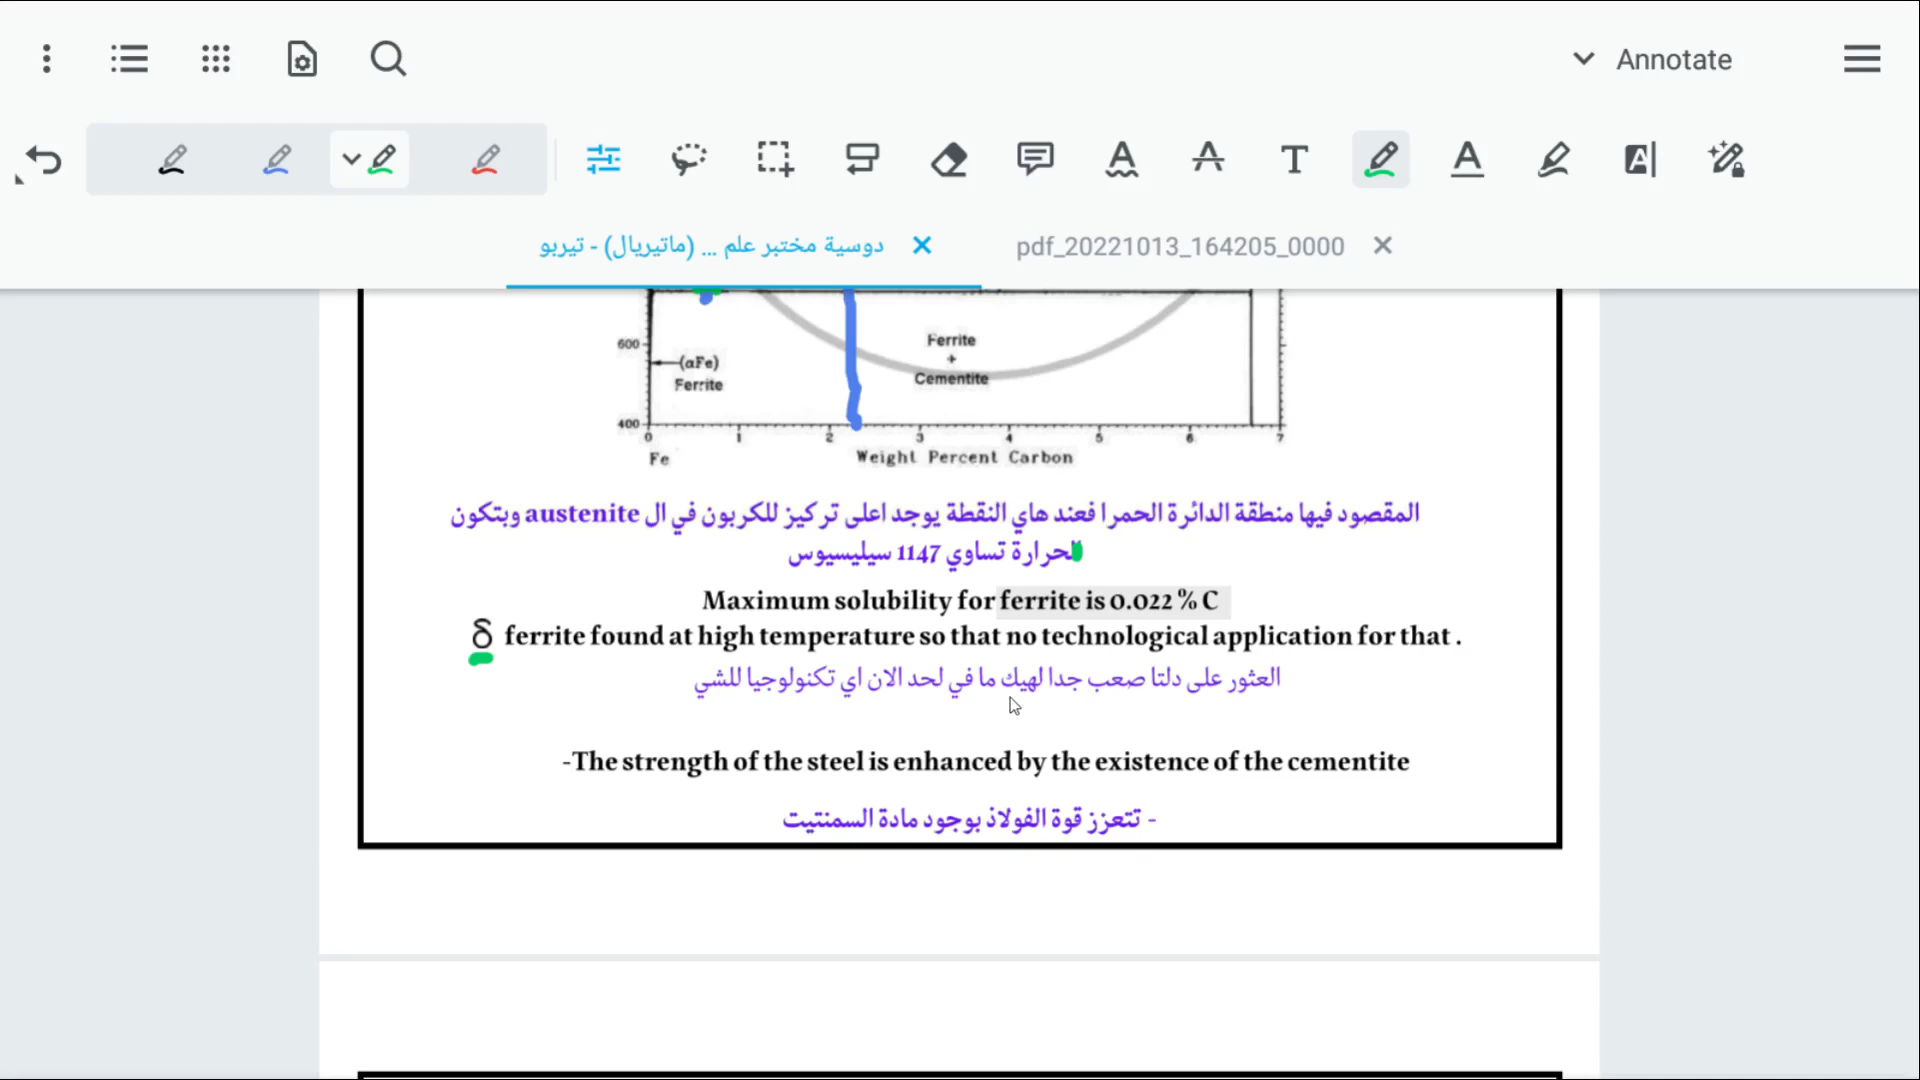 Annotate
دوسية مختبر علم ... (ماتيريال) - تيربو
pdf_20221013_164205_0000
600
(αFe)
Ferrite
Ferrite
+
Cementite
400
0 1 2 3 4 5 6 7
Fe
Weight Percent Carbon
المقصود فيها منطقة الدائرة الحمرا فعند هاي النقطة يوجد اعلى تركيز للكربون في ال austenite وبتكون
الحرارة تساوي 1147 سيليسيوس
Maximum solubility for ferrite is 0.022 % C
δ ferrite found at high temperature so that no technological application for that .
العثور على دلتا صعب جدا لهيك ما في لحد الان اي تكنولوجيا للشي
-The strength of the steel is enhanced by the existence of the cementite
- تتعزز قوة الفولاذ بوجود مادة السمنتيت